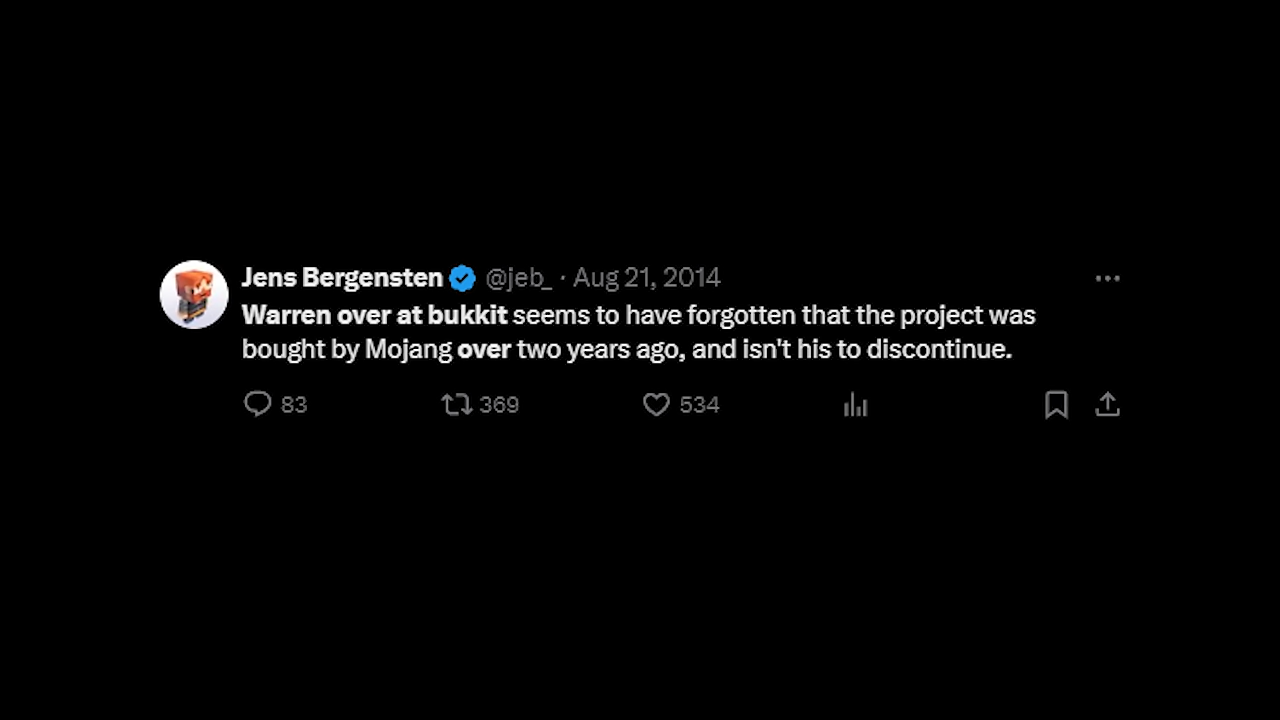 Jens Bergensten @jeb_ · Aug 21, 2014
Warren over at bukkit seems to have forgotten that the project was
bought by Mojang over two years ago, and isn't his to discontinue.
83 369 534